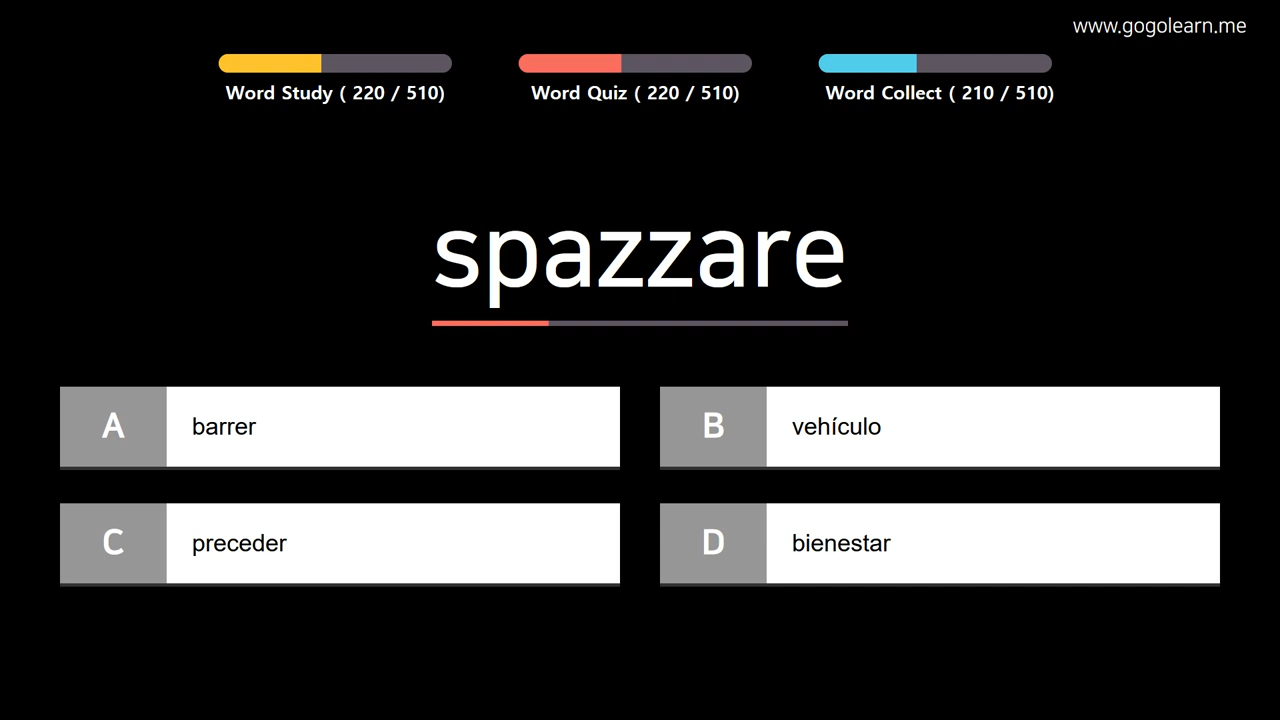 www.gogolearn.me
Word Study ( 220 / 510)
Word Quiz ( 220 / 510)
Word Collect ( 210 / 510)
spazzare
A
barrer
B
vehículo
C
preceder
D
bienestar